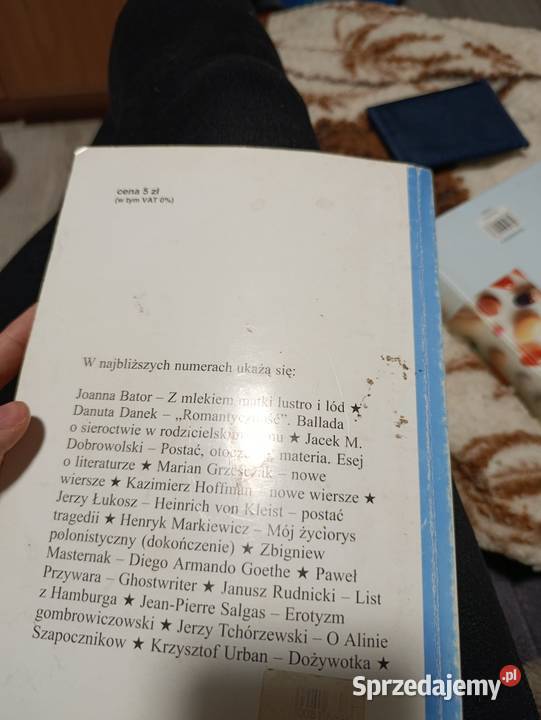 cena 5 zł
(w tym VAT 0%)
W najbliższych numerach ukażą się:
Joanna Bator – Z mlekiem matki lustro i lód ★
Danuta Danek – „Romantyczność”. Ballada
o sieroctwie w rodzicielskim domu ★ Jacek M.
Dobrowolski – Postać, materia. Esej
o literaturze ★ Marian Grześczak – nowe
wiersze ★ Kazimierz Hoffman – nowe wiersze ★
Jerzy Łukosz – Heinrich von Kleist – postać
tragedii ★ Henryk Markiewicz – Mój życiorys
polonistyczny (dokończenie) ★ Zbigniew
Masternak – Diego Armando Goethe ★ Paweł
Przywara – Ghostwriter ★ Janusz Rudnicki – List
z Hamburga ★ Jean-Pierre Salgas – Erotyzm
gombrowiczowski ★ Jerzy Tchórzewski – O Alinie
Szapocznikow ★ Krzysztof Urban – Dożywotka ★
Sprzedajemy.pl